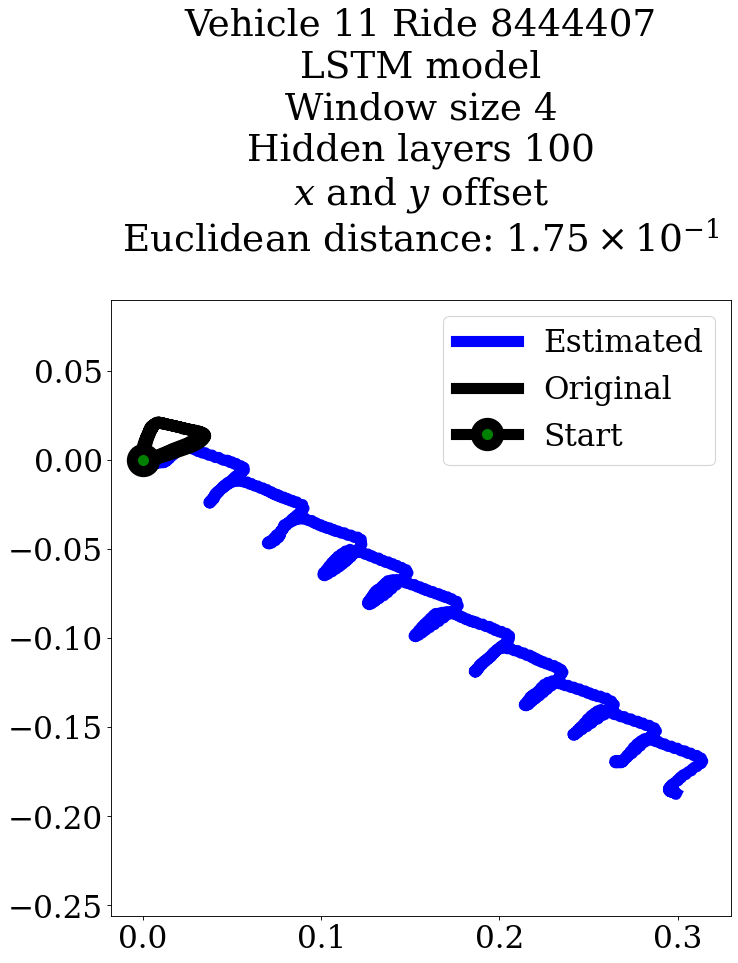 Vehicle 11 Ride 8444407
LSTM model
Window size 4
Hidden layers 100
x and y offset
Euclidean distance: 1.75 × 10⁻¹
Estimated
Original
Start
0.05
0.00
−0.05
−0.10
−0.15
−0.20
−0.25
0.0 0.1 0.2 0.3